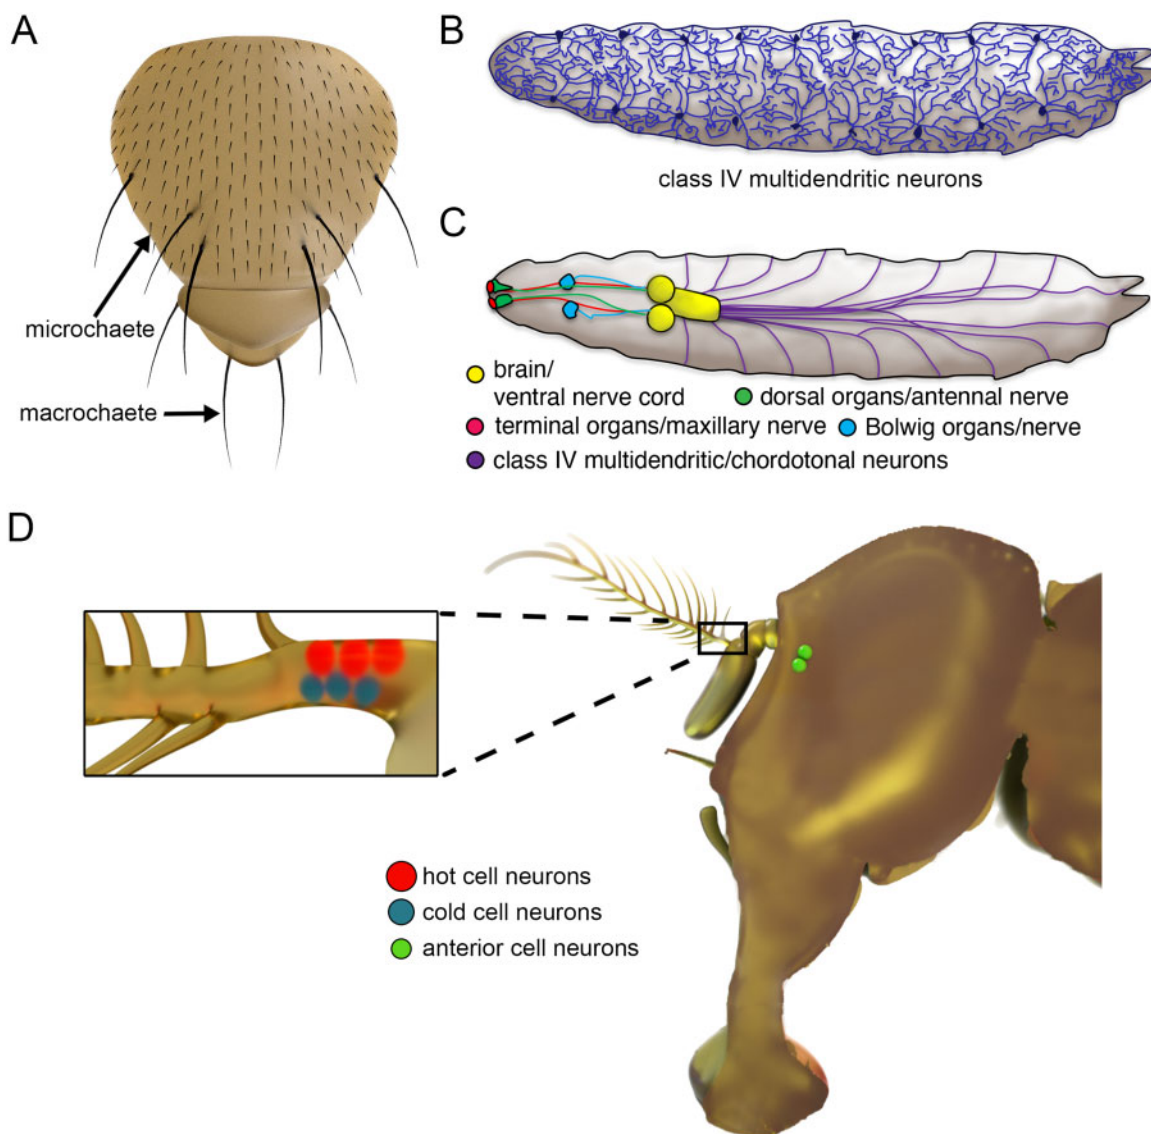 A
microchaete
macrochaete
B
class IV multidendritic neurons
C
brain/
ventral nerve cord
dorsal organs/antennal nerve
terminal organs/maxillary nerve
Bolwig organs/nerve
class IV multidendritic/chordotonal neurons
D
hot cell neurons
cold cell neurons
anterior cell neurons